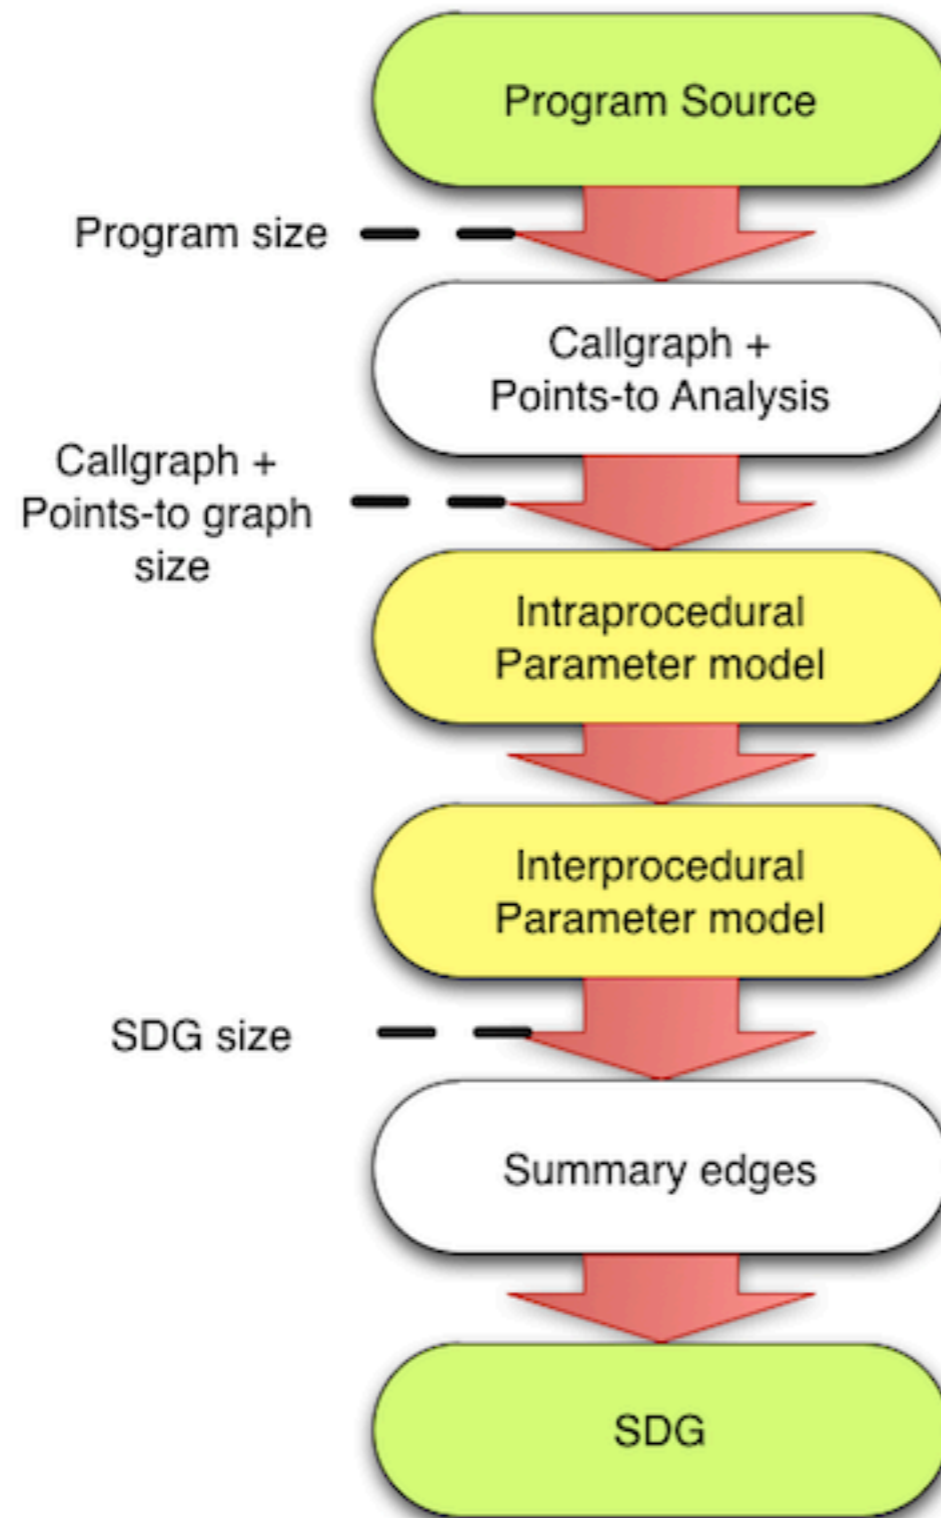 Program Source
Program size
Callgraph +
Points-to Analysis
Callgraph +
Points-to graph
size
Intraprocedural
Parameter model
Interprocedural
Parameter model
SDG size
Summary edges
SDG